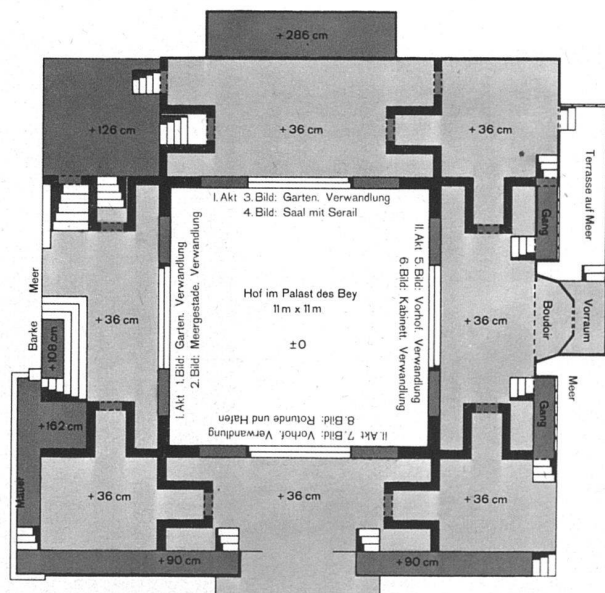 +286 cm
+126 cm
+36 cm
+36 cm
Terrasse auf Meer
I. Akt 3. Bild: Garten. Verwandlung
4. Bild: Saal mit Serail
Gang
Meer
I. Akt 1. Bild: Garten. Verwandlung
2. Bild: Meergestade. Verwandlung
II. Akt 5. Bild: Vorhof. Verwandlung
6. Bild: Kabinett. Verwandlung
Hof im Palast des Bey
11 m x 11 m
±0
+36 cm
+36 cm
Boudoir
Vorraum
Barke
+108 cm
Meer
Gang
II. Akt 7. Bild: Vorhof. Verwandlung
8. Bild: Rotunde und Hafen
+162 cm
Mauer
+36 cm
+36 cm
+36 cm
+90 cm
+90 cm